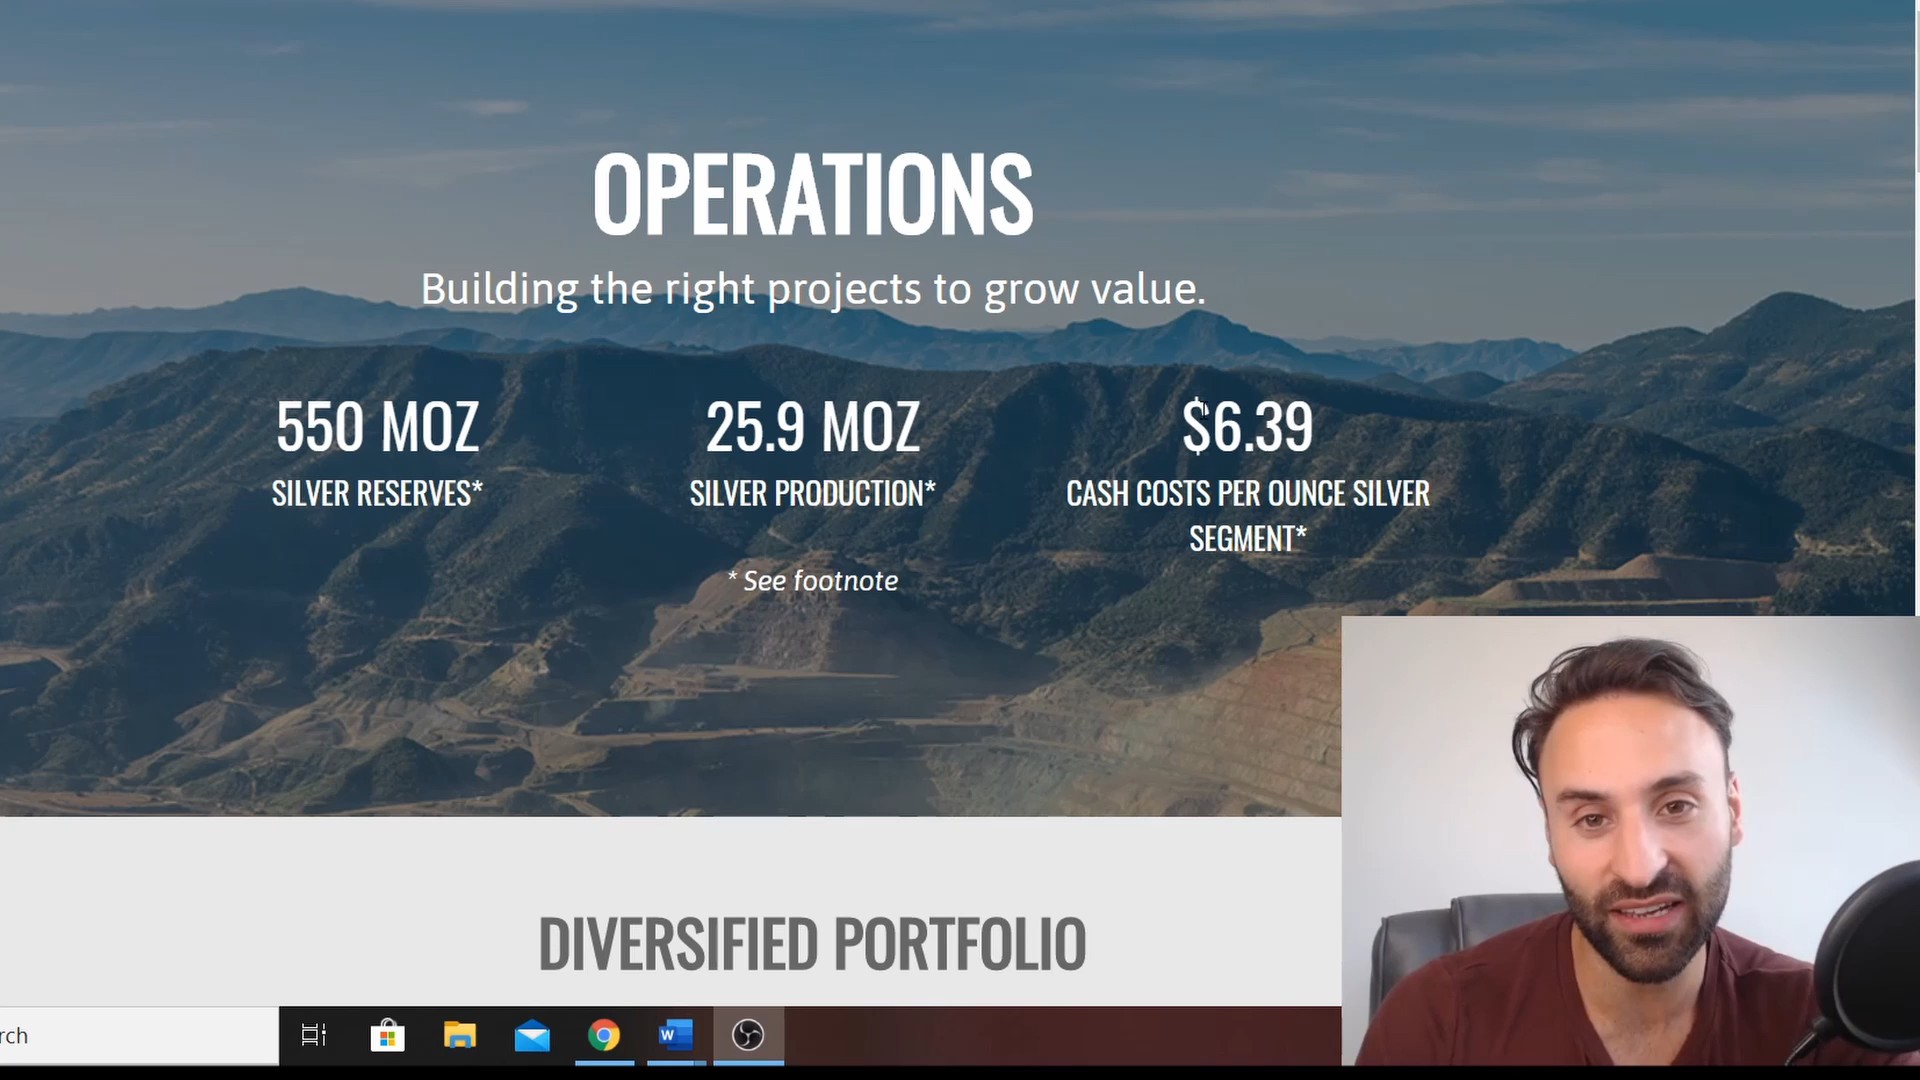 OPERATIONS
Building the right projects to grow value.
550 MOZ
SILVER RESERVES*
25.9 MOZ
SILVER PRODUCTION*
$6.39
CASH COSTS PER OUNCE SILVER
SEGMENT*
* See footnote
DIVERSIFIED PORTFOLIO
rch
W